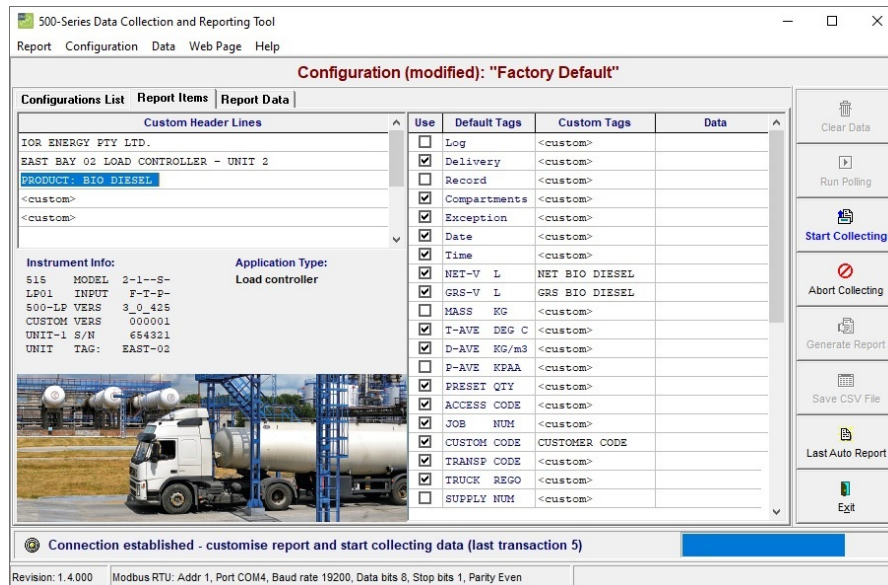 500-Series Data Collection and Reporting Tool
Report Configuration Data Web Page Help
Configuration (modified): "Factory Default"
Configurations List Report Items Report Data
Custom Header Lines
IOR ENERGY PTY LTD.
EAST BAY 02 LOAD CONTROLLER - UNIT 2
PRODUCT: BIO DIESEL
<custom>
<custom>
Instrument Info:
515 MODEL 2-1--S-
LP01 INPUT F-T-P-
500-LP VERS 3_0_425
CUSTOM VERS 000001
UNIT-1 S/N 654321
UNIT TAG: EAST-02
Application Type:
Load controller
Use Default Tags Custom Tags Data
Log <custom>
Delivery <custom>
Record <custom>
Compartments <custom>
Exception <custom>
Date <custom>
Time <custom>
NET-V L NET BIO DIESEL
GRS-V L GRS BIO DIESEL
MASS KG <custom>
T-AVE DEG C <custom>
D-AVE KG/m3 <custom>
P-AVE KPAA <custom>
PRESET QTY <custom>
ACCESS CODE <custom>
JOB NUM <custom>
CUSTOM CODE CUSTOMER CODE
TRANSP CODE <custom>
TRUCK REGO <custom>
SUPPLY NUM <custom>
Clear Data
Run Polling
Start Collecting
Abort Collecting
Generate Report
Save CSV File
Last Auto Report
Exit
Connection established - customise report and start collecting data (last transaction 5)
Revision: 1.4.000 Modbus RTU: Addr 1, Port COM4, Baud rate 19200, Data bits 8, Stop bits 1, Parity Even